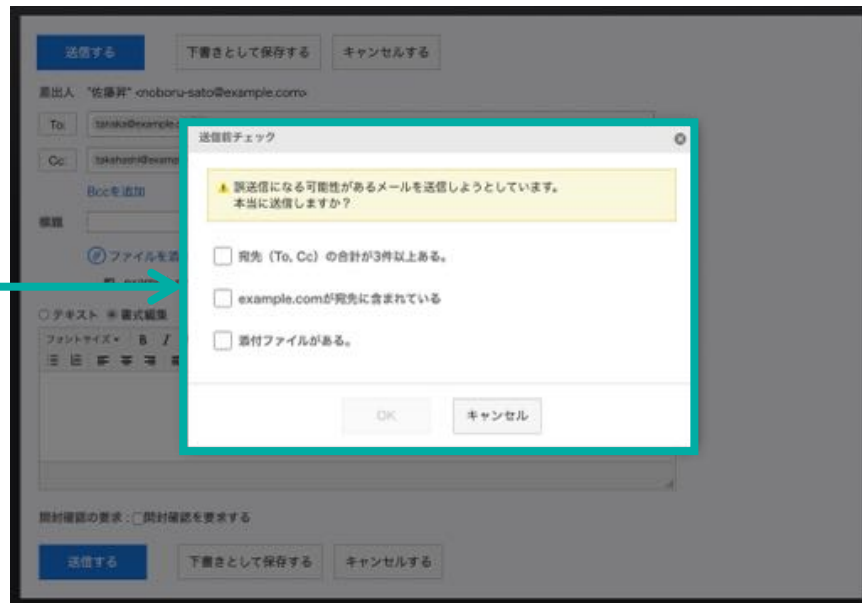 送信する 下書きとして保存する キャンセルする
差出人 "佐藤昇" <noboru-sato@example.com>
To:
Cc:
送信前チェック
誤送信になる可能性があるメールを送信しようとしています。
本当に送信しますか？
Bccを追加
標題
宛先（To, Cc）の合計が3件以上ある。
example.comが宛先に含まれている
添付ファイルがある。
テキスト 書式編集
フォントサイズ B I
OK キャンセル
開封確認の要求 : 開封確認を要求する
送信する 下書きとして保存する キャンセルする